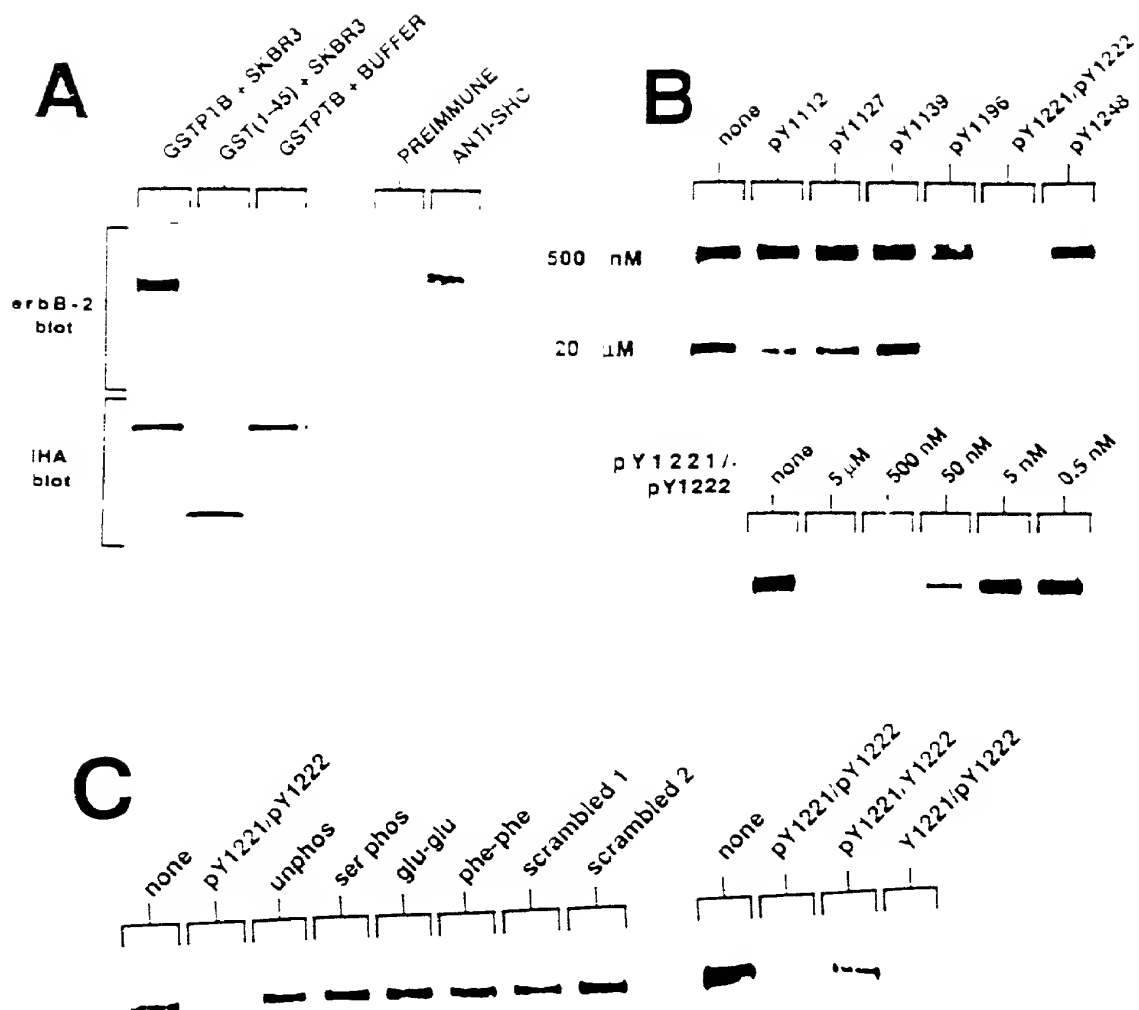 A
GSTPTB + SKBR3
GST(1-45) + SKBR3
GSTPTB + BUFFER
PREIMMUNE
ANTI-SHC
erbB-2
blot
IHA
blot
B
none
pY1112
pY1127
pY1139
pY1196
pY1221/pY1222
pY1248
500 nM
20 µM
pY1221/-
pY1222
none
5 µM
500 nM
50 nM
5 nM
0.5 nM
C
none
pY1221/pY1222
unphos
ser phos
glu-glu
phe-phe
scrambled 1
scrambled 2
none
pY1221/pY1222
pY1221/Y1222
Y1221/pY1222